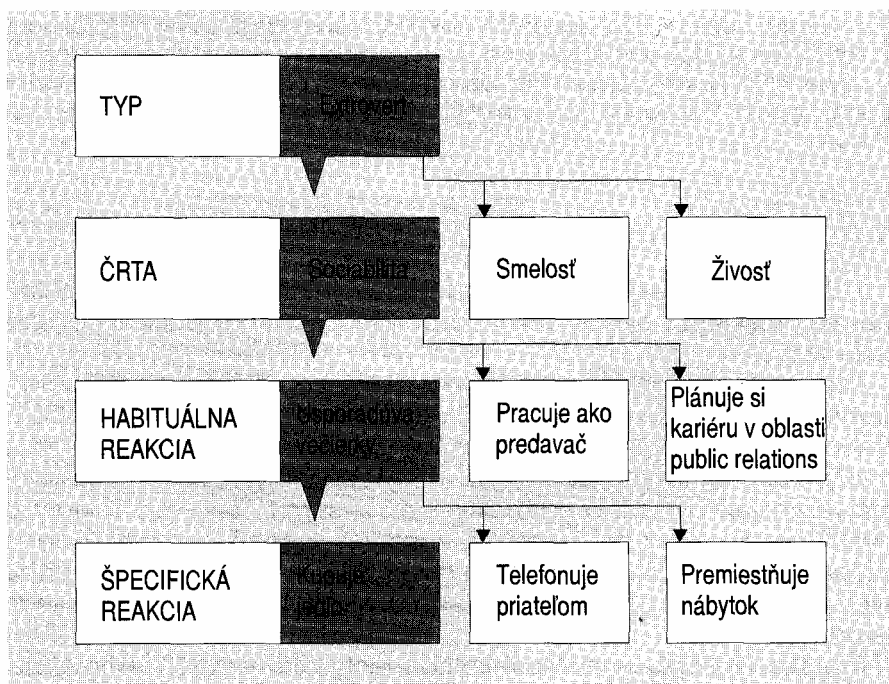 TYP
Extrovert
ČRTA
Sociabilita
Smelosť
Živosť
HABITUÁLNA
REAKCIA
Usporadúva
večierky
Pracuje ako
predavač
Plánuje si
kariéru v oblasti
public relations
ŠPECIFICKÁ
REAKCIA
Kupuje
Telefonuje
priateľom
Premiestňuje
nábytok